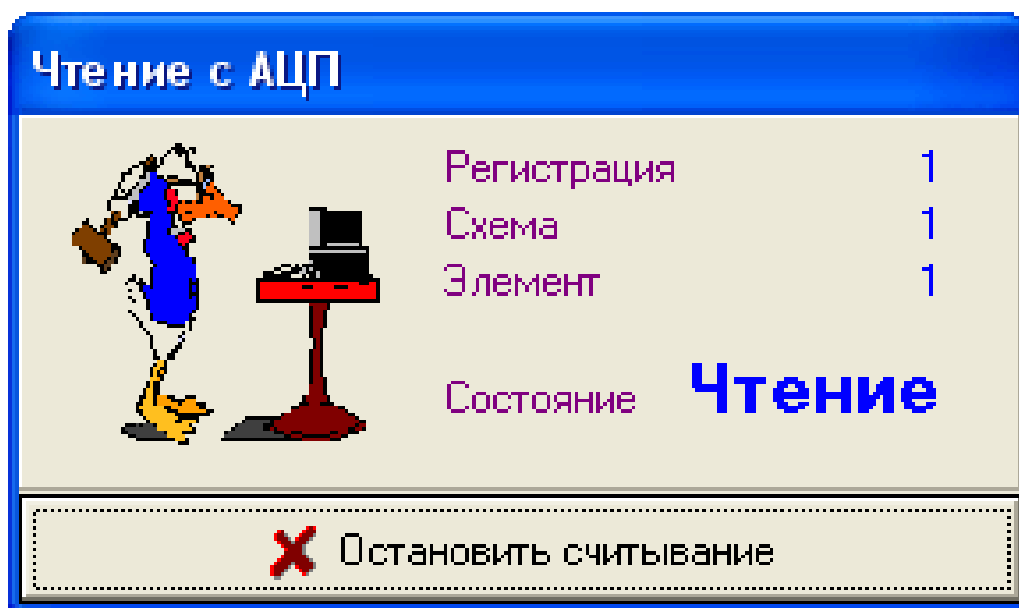 Чтение с АЦП
Регистрация 1
Схема 1
Элемент 1
Состояние Чтение
Остановить считывание